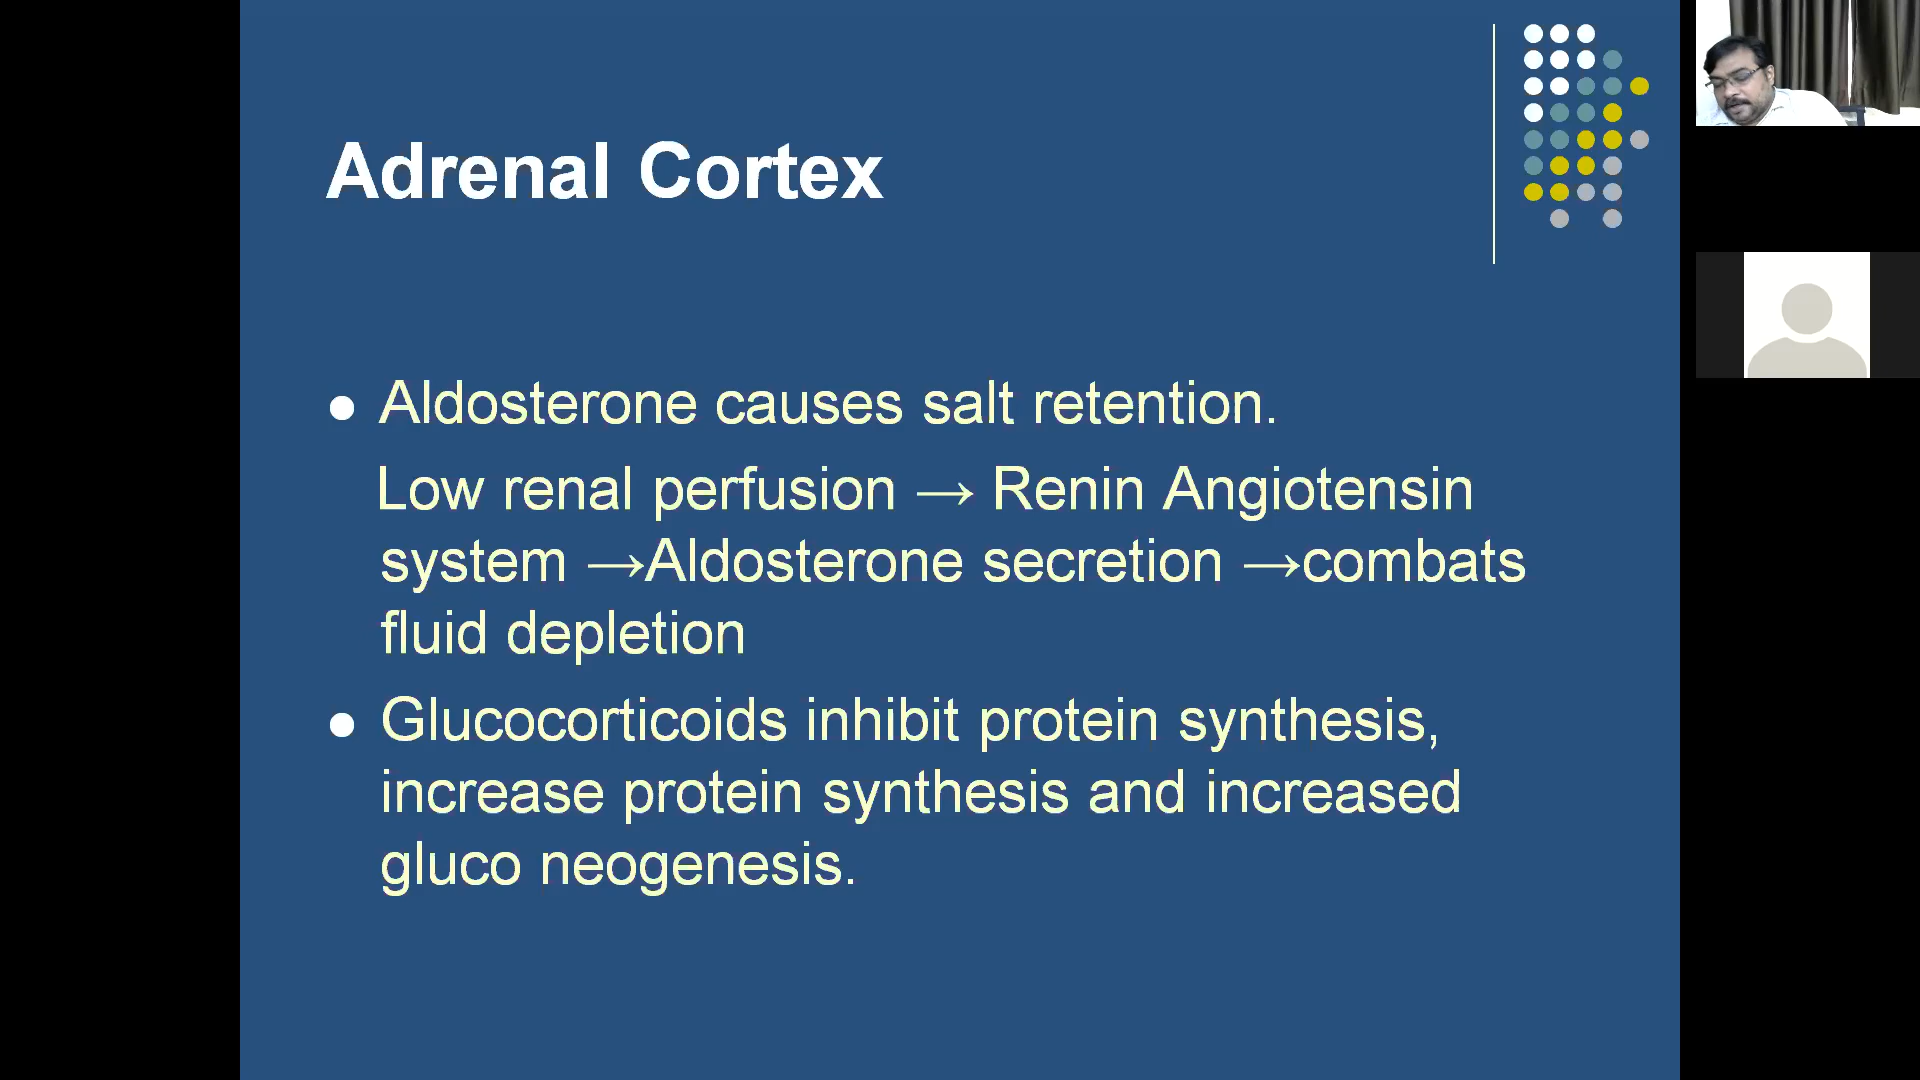 Adrenal Cortex
● Aldosterone causes salt retention.
Low renal perfusion → Renin Angiotensin
system →Aldosterone secretion →combats
fluid depletion
● Glucocorticoids inhibit protein synthesis,
increase protein synthesis and increased
gluco neogenesis.